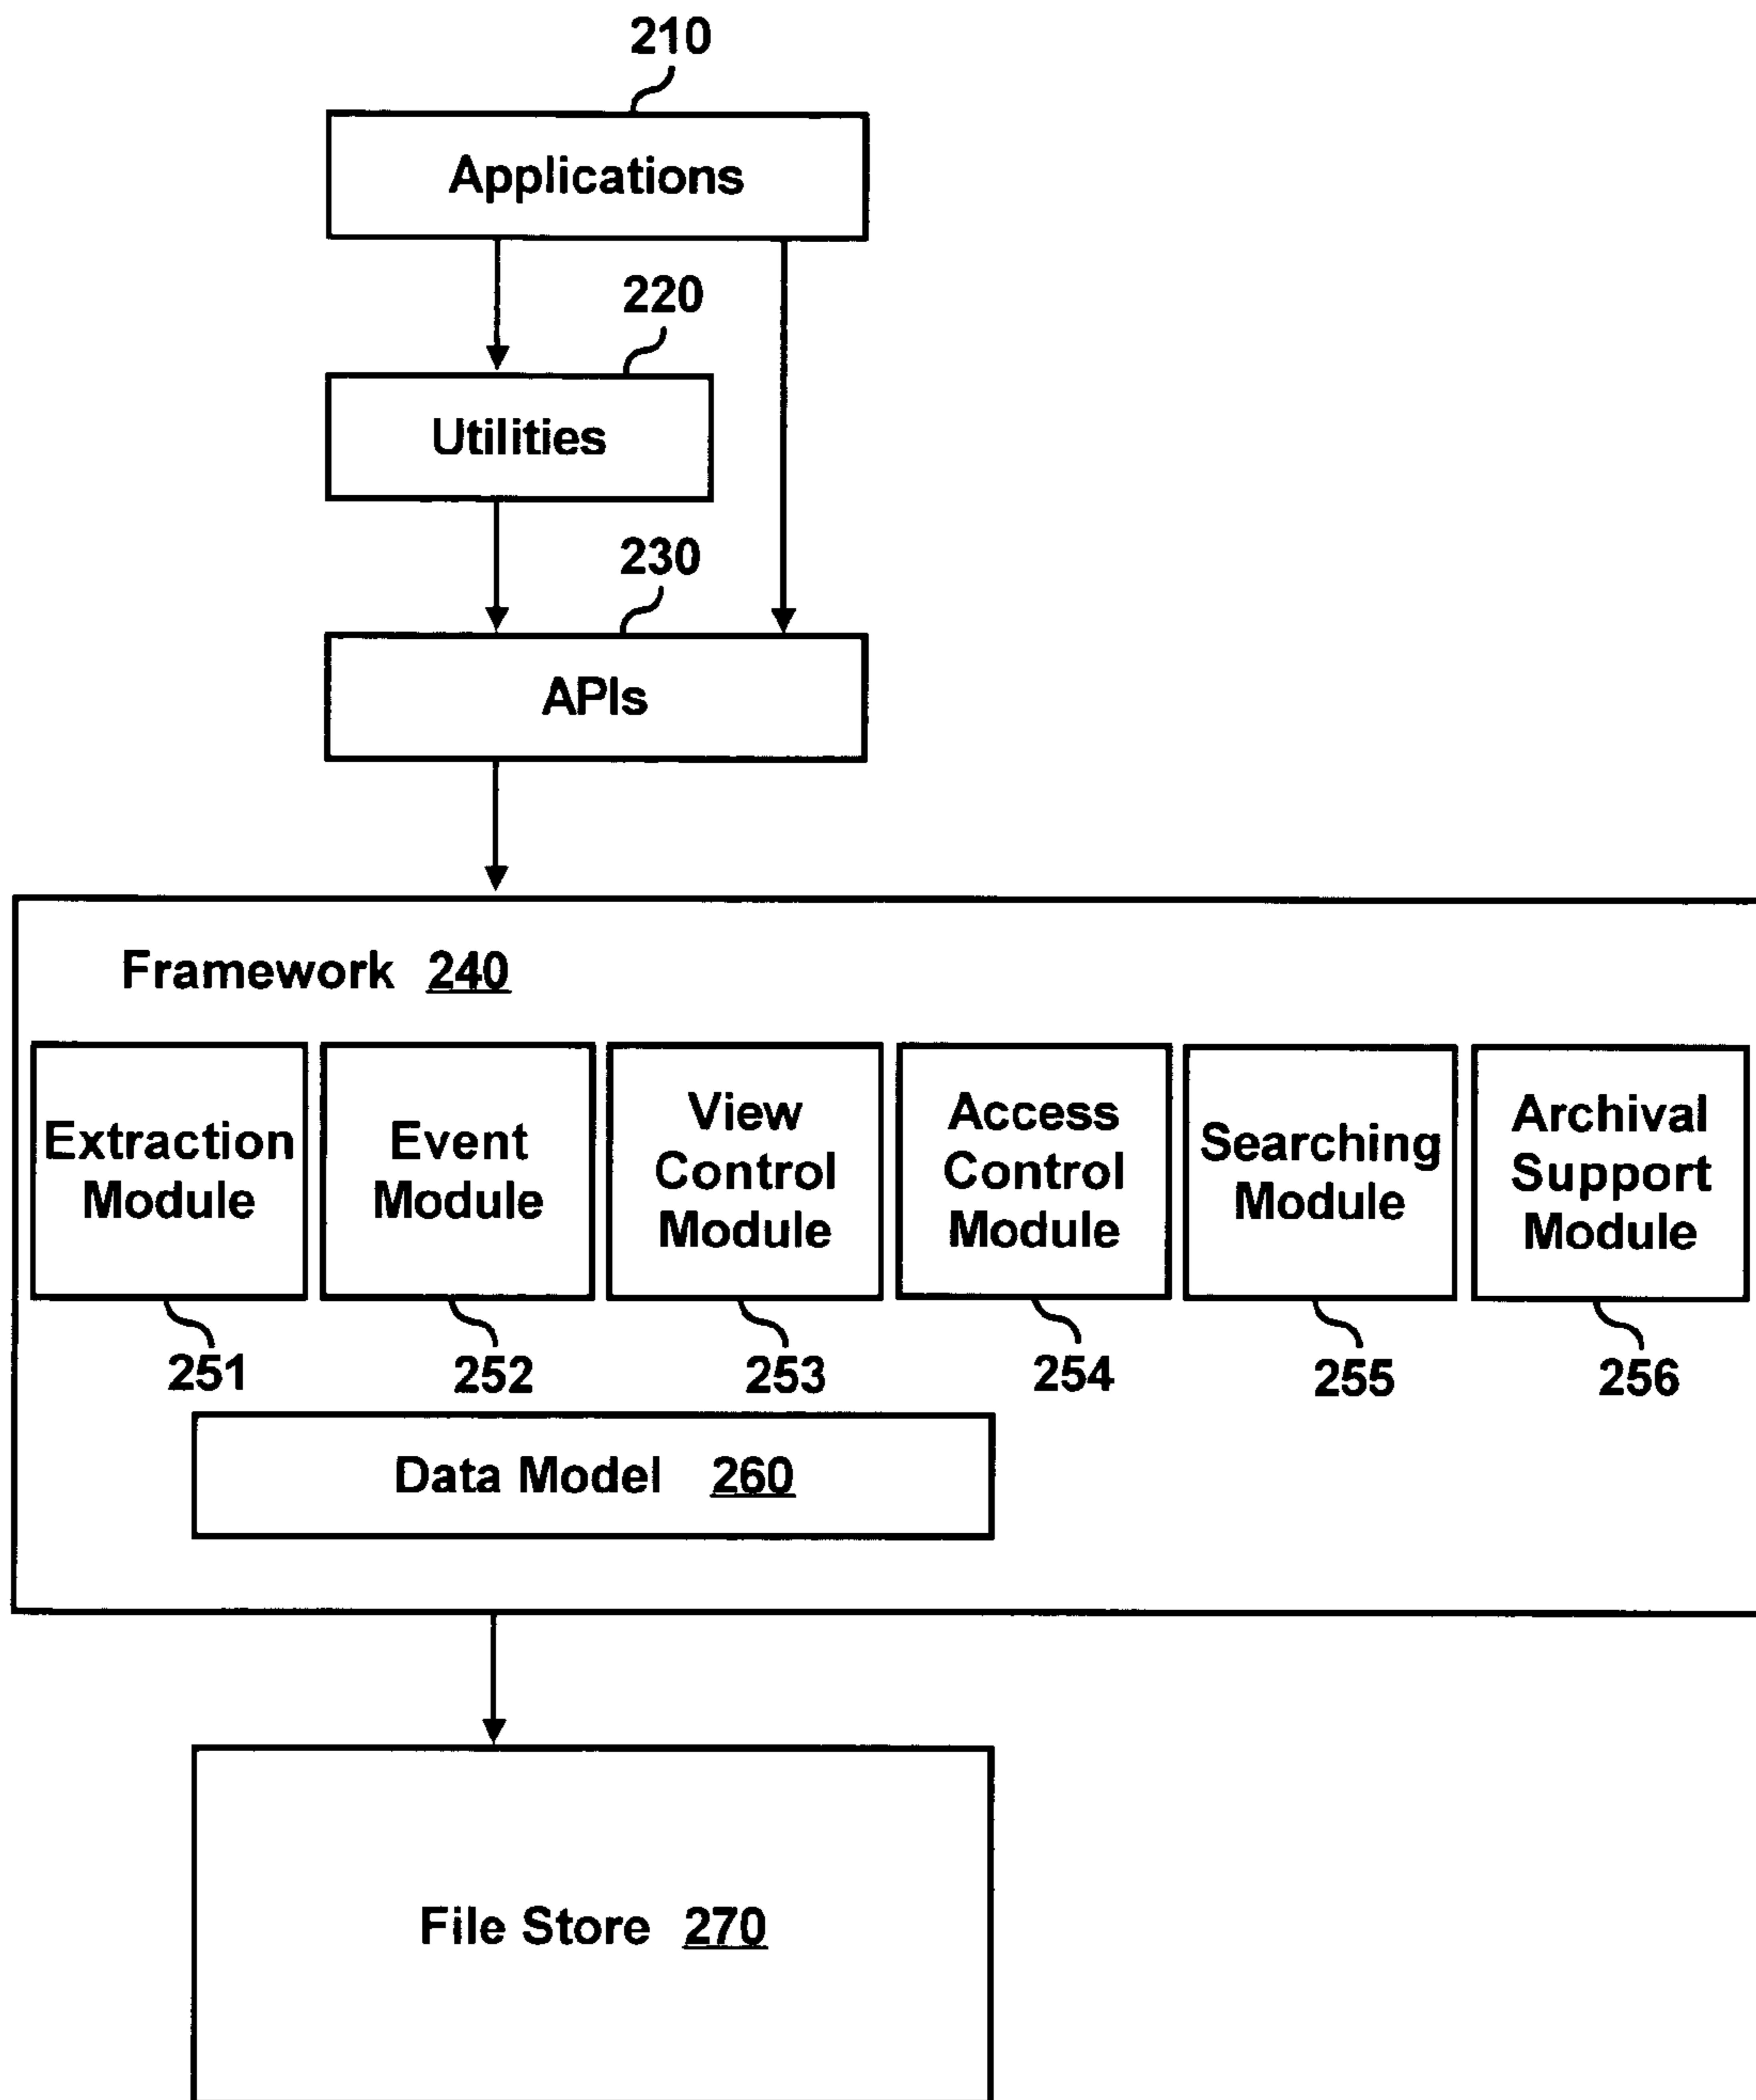 210
Applications
220
Utilities
230
APIs
Framework 240
Extraction
Module
Event
Module
View
Control
Module
Access
Control
Module
Searching
Module
Archival
Support
Module
251
252
253
254
255
256
Data Model 260
File Store 270